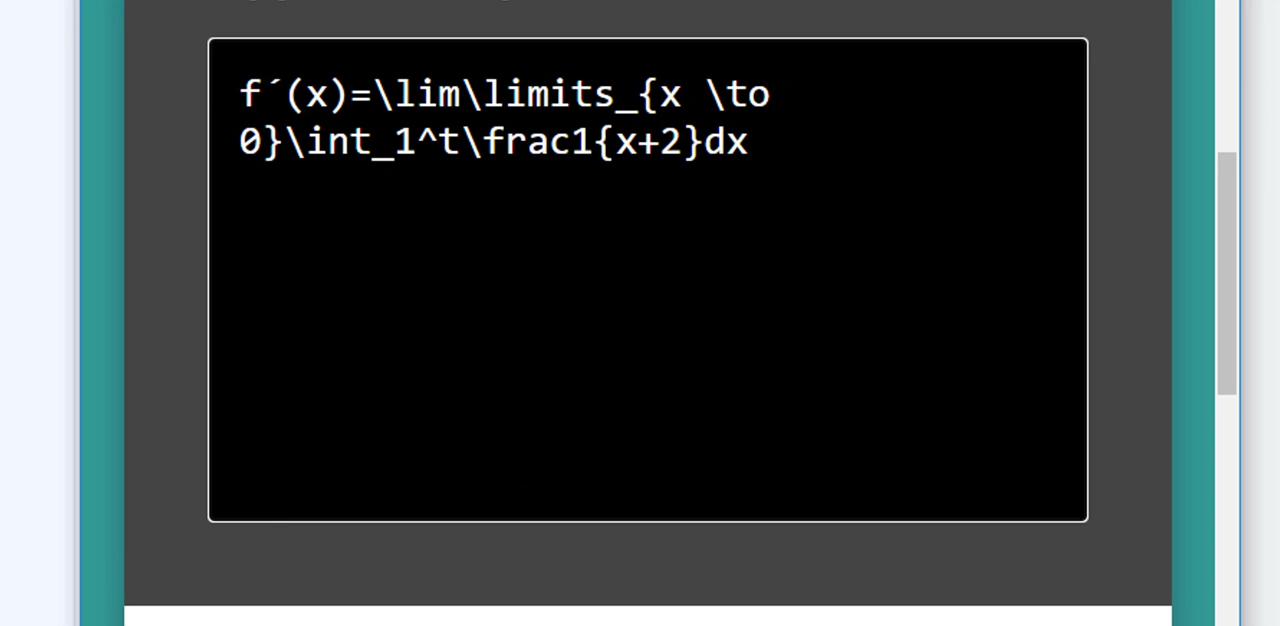 f´(x)=\lim\limits_{x \to
0}\int_1^t\frac1{x+2}dx